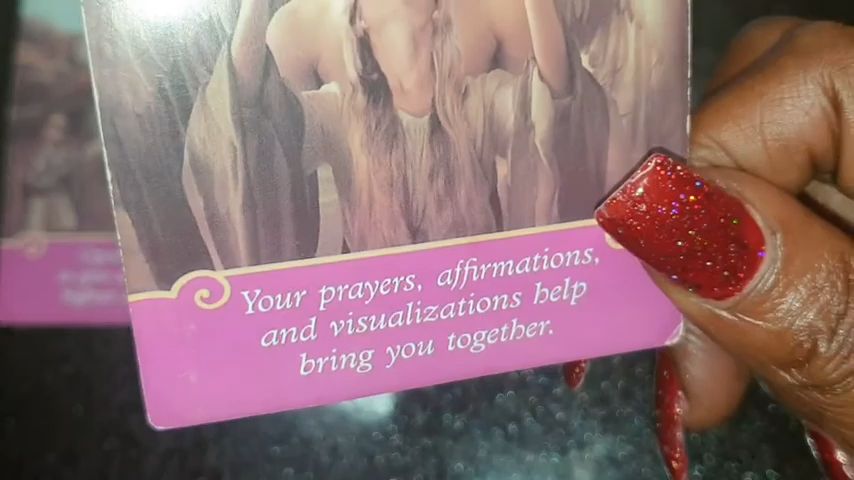 Your prayers, affirmations,
and visualizations help
bring you together.